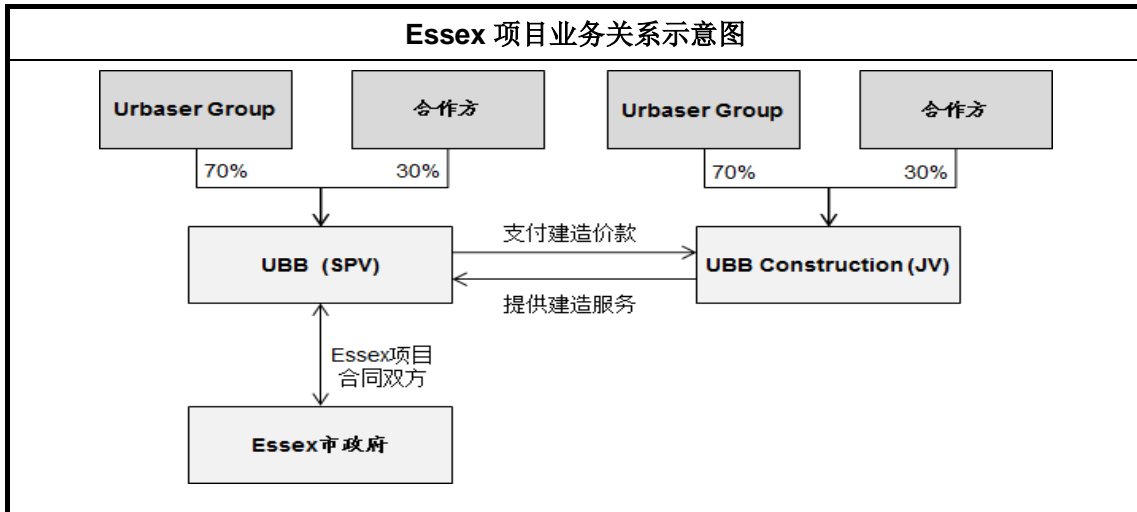 Essex 项目业务关系示意图
Urbaser Group
合作方
Urbaser Group
合作方
70%
30%
70%
30%
UBB (SPV)
支付建造价款
UBB Construction (JV)
提供建造服务
Essex项目
合同双方
Essex市政府